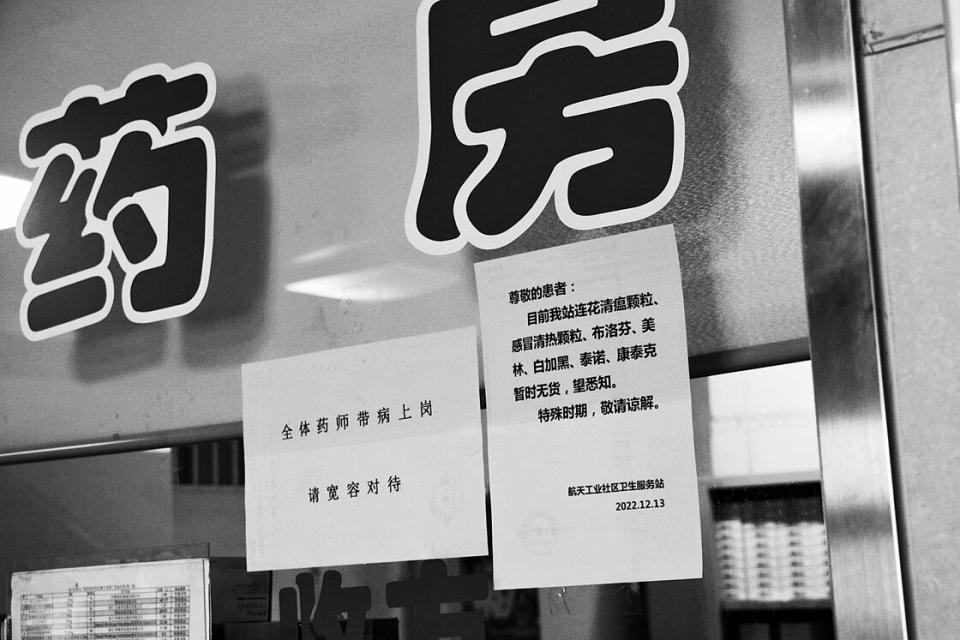 药房
全体药师带病上岗
请宽容对待
尊敬的患者：
目前我站连花清瘟颗粒、
感冒清热颗粒、布洛芬、美
林、白加黑、泰诺、康泰克
暂时无货，望悉知。
特殊时期，敬请谅解。
航天工业社区卫生服务站
2022.12.13